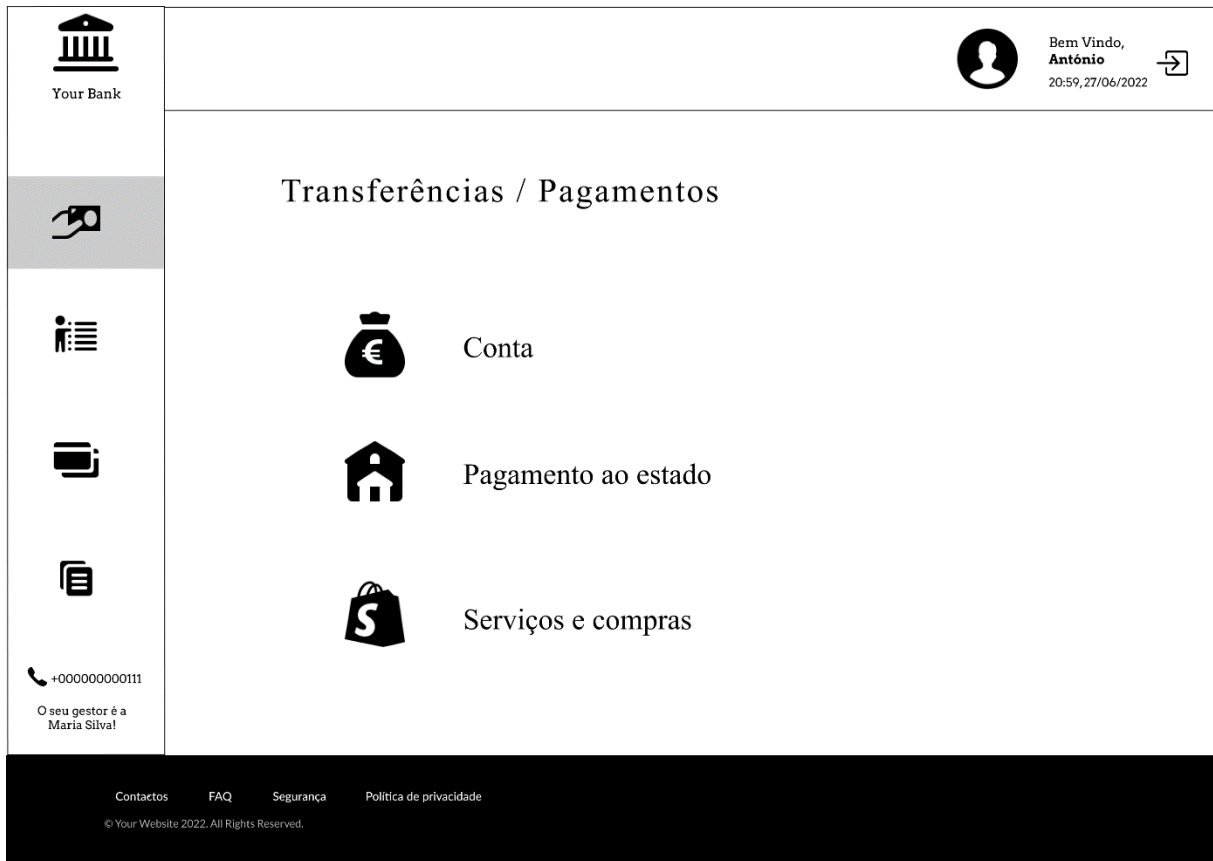 Your Bank
Bem Vindo,
António
20:59, 27/06/2022
Transferências / Pagamentos
Conta
Pagamento ao estado
Serviços e compras
+000000000111
O seu gestor é a
Maria Silva!
Contactos FAQ Segurança Política de privacidade
© Your Website 2022. All Rights Reserved.